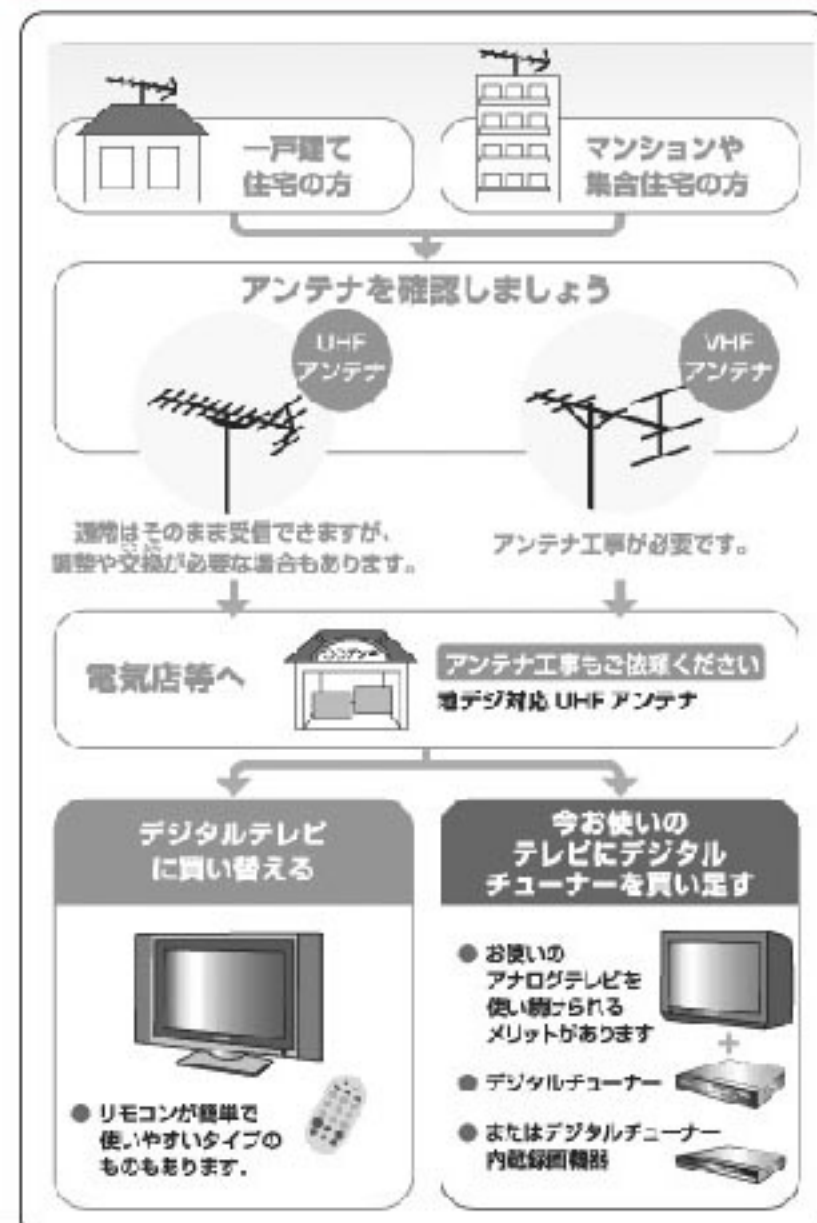 一戸建て
住宅の方
マンションや
集合住宅の方
アンテナを確認しましょう
UHF
アンテナ
VHF
アンテナ
通常はそのまま受信できますが、
調整や交換が必要な場合もあります。
アンテナ工事が必要です。
電気店等へ
アンテナ工事もご依頼ください
地デジ対応 UHF アンテナ
デジタルテレビ
に買い替える
今お使いの
テレビにデジタル
チューナーを買い足す
● リモコンが簡単で
使いやすいタイプの
ものもあります。
● お使いの
アナログテレビを
使い続けられる
メリットがあります
+
● デジタルチューナー
● またはデジタルチューナー
内蔵録画機器